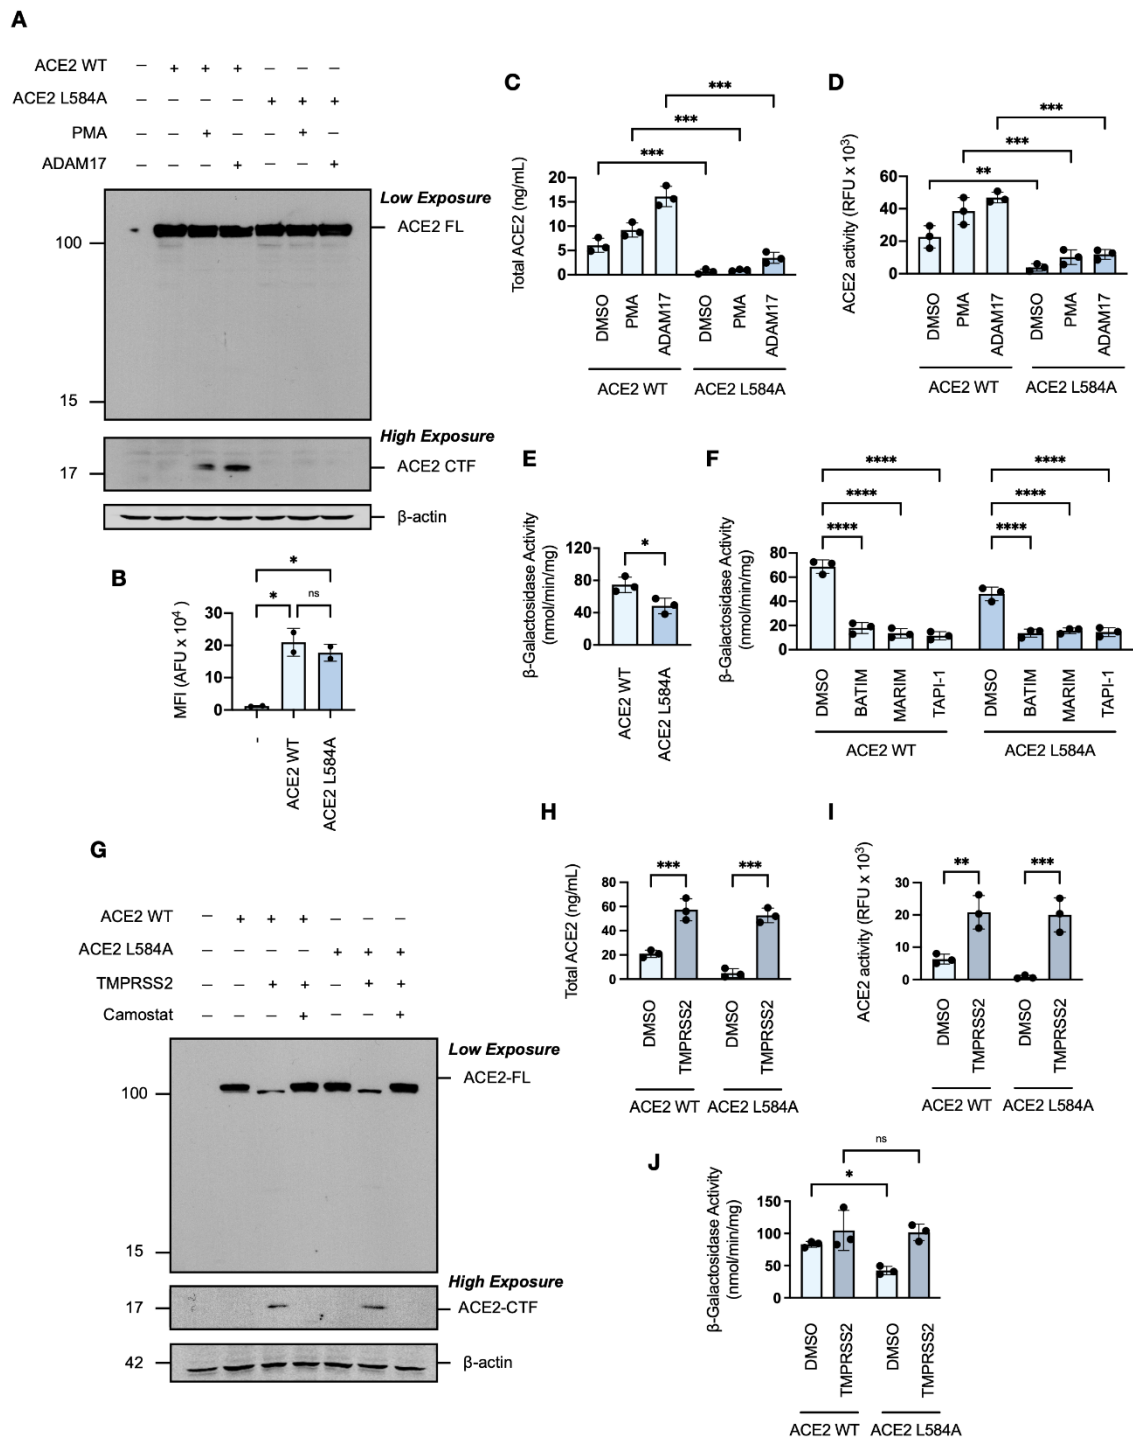 A
ACE2 WT – + + + – – –
ACE2 L584A – – – – + + +
PMA – – + – – + –
ADAM17 – – – + – – +
Low Exposure
ACE2 FL
100
15
High Exposure
ACE2 CTF
17
β-actin
B
MFI (AFU x 10⁴)
30
20
10
0
-
ACE2 WT
ACE2 L584A
*
*
ns
C
Total ACE2 (ng/mL)
20
15
10
5
0
***
***
***
DMSO
PMA
ADAM17
DMSO
PMA
ADAM17
ACE2 WT
ACE2 L584A
D
ACE2 activity (RFU x 10³)
60
40
20
0
***
***
**
DMSO
PMA
ADAM17
DMSO
PMA
ADAM17
ACE2 WT
ACE2 L584A
E
β-Galactosidase Activity
(nmol/min/mg)
120
80
40
0
*
ACE2 WT
ACE2 L584A
F
β-Galactosidase Activity
(nmol/min/mg)
80
60
40
20
0
****
****
****
****
****
****
DMSO
BATIM
MARIM
TAPI-1
DMSO
BATIM
MARIM
TAPI-1
ACE2 WT
ACE2 L584A
G
ACE2 WT – + + + – – –
ACE2 L584A – – – – + + +
TMPRSS2 – – + + – + +
Camostat – – – + – – +
Low Exposure
ACE2-FL
100
15
High Exposure
17
ACE2-CTF
42
β-actin
H
Total ACE2 (ng/mL)
80
60
40
20
0
***
***
DMSO
TMPRSS2
DMSO
TMPRSS2
ACE2 WT
ACE2 L584A
I
ACE2 activity (RFU x 10³)
30
20
10
0
**
***
DMSO
TMPRSS2
DMSO
TMPRSS2
ACE2 WT
ACE2 L584A
J
β-Galactosidase Activity
(nmol/min/mg)
150
100
50
0
ns
*
DMSO
TMPRSS2
DMSO
TMPRSS2
ACE2 WT
ACE2 L584A